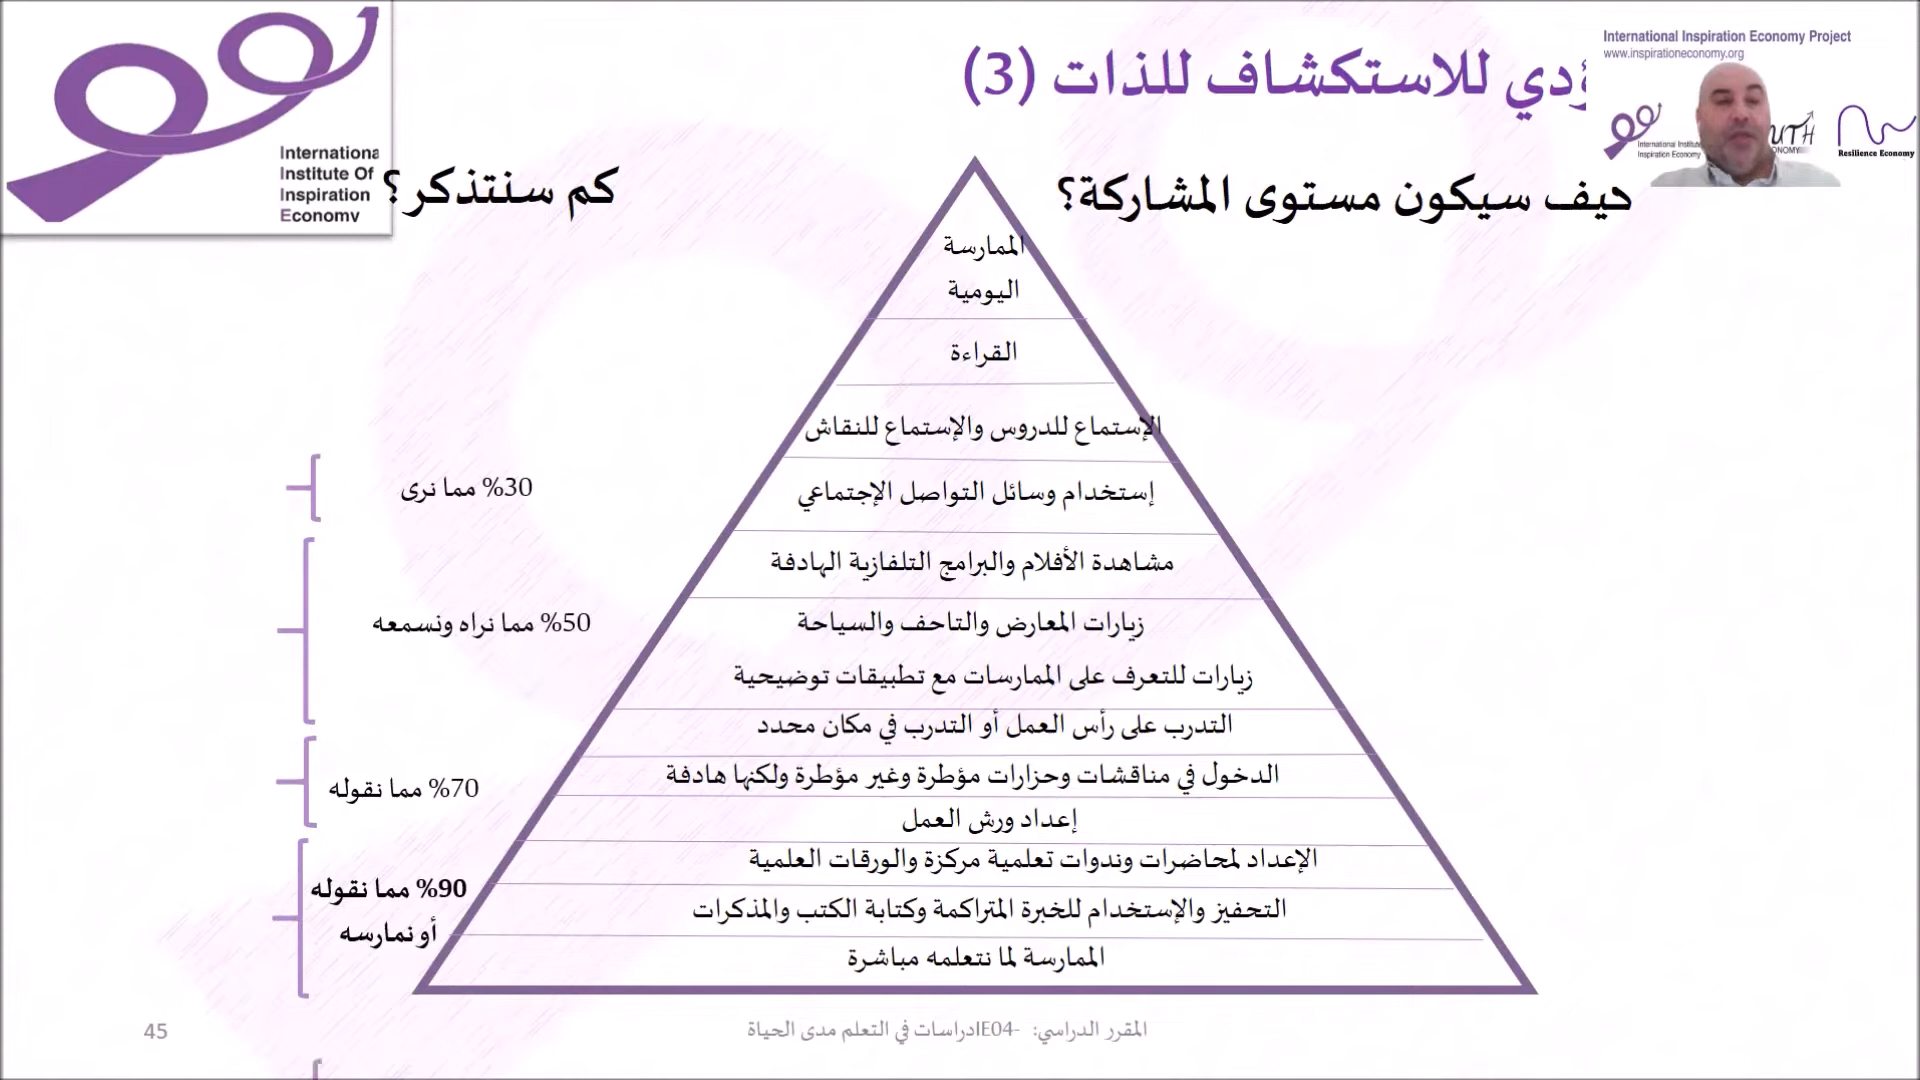 International Inspiration Economy Project
www.inspirationeconomy.org
للاستكشاف للذات (3)
International Institute
Inspiration Economy
Resilience Economy
Internationa
Institute Of
Inspiration
Economy
كيف سيكون مستوى المشاركة؟
كم سنتذكر؟
الممارسة
اليومية
القراءة
الإستماع للدروس والإستماع للنقاش
إستخدام وسائل التواصل الإجتماعي
30% مما نرى
مشاهدة الأفلام والبرامج التلفازية الهادفة
زيارات المعارض والتاحف والسياحة
50% مما نراه ونسمعه
زيارات للتعرف على الممارسات مع تطبيقات توضيحية
التدرب على رأس العمل أو التدرب في مكان محدد
الدخول في مناقشات وحزارات مؤطرة وغير مؤطرة ولكنها هادفة
70% مما نقوله
إعداد ورش العمل
الإعداد لمحاضرات وندوات تعلمية مركزة والورقات العلمية
90% مما نقوله
أو نمارسه
التحفيز والإستخدام للخبرة المتراكمة وكتابة الكتب والمذكرات
الممارسة لما نتعلمه مباشرة
المقرر الدراسي: -IE04دراسات في التعلم مدى الحياة
45